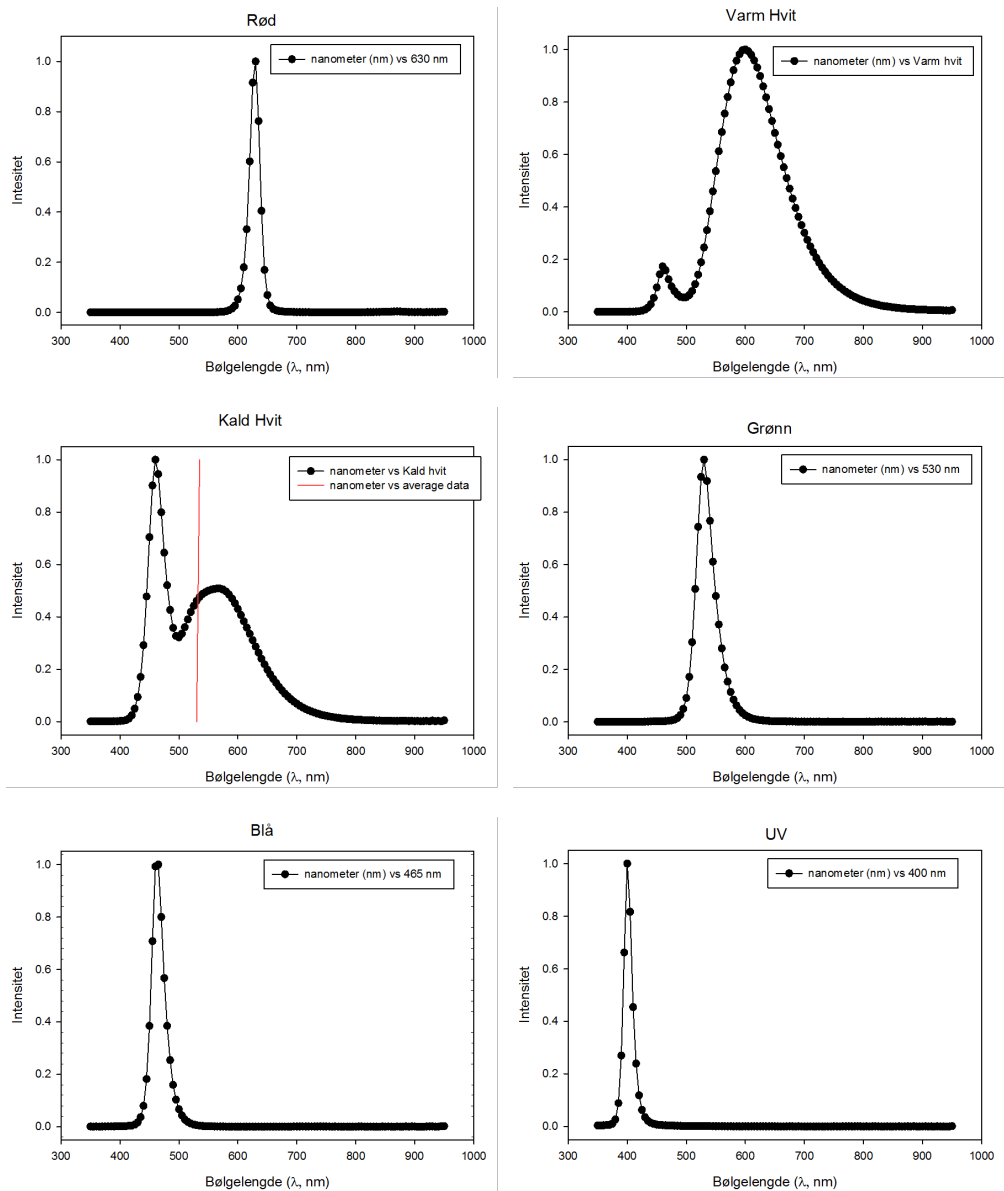 Rød
nanometer (nm) vs 630 nm
Intesitet
1.0
0.8
0.6
0.4
0.2
0.0
300 400 500 600 700 800 900 1000
Bølgelengde (λ, nm)
Varm Hvit
nanometer (nm) vs Varm hvit
Intensitet
1.0
0.8
0.6
0.4
0.2
0.0
300 400 500 600 700 800 900 1000
Bølgelengde (λ, nm)
Kald Hvit
nanometer vs Kald hvit
nanometer vs average data
Intensitet
1.0
0.8
0.6
0.4
0.2
0.0
300 400 500 600 700 800 900 1000
Bølgelengde (λ, nm)
Grønn
nanometer (nm) vs 530 nm
Intensitet
1.0
0.8
0.6
0.4
0.2
0.0
300 400 500 600 700 800 900 1000
Bølgelengde (λ, nm)
Blå
nanometer (nm) vs 465 nm
Intensitet
1.0
0.8
0.6
0.4
0.2
0.0
300 400 500 600 700 800 900 1000
Bølgelengde (λ, nm)
UV
nanometer (nm) vs 400 nm
Intensitet
1.0
0.8
0.6
0.4
0.2
0.0
300 400 500 600 700 800 900 1000
Bølgelengde (λ, nm)